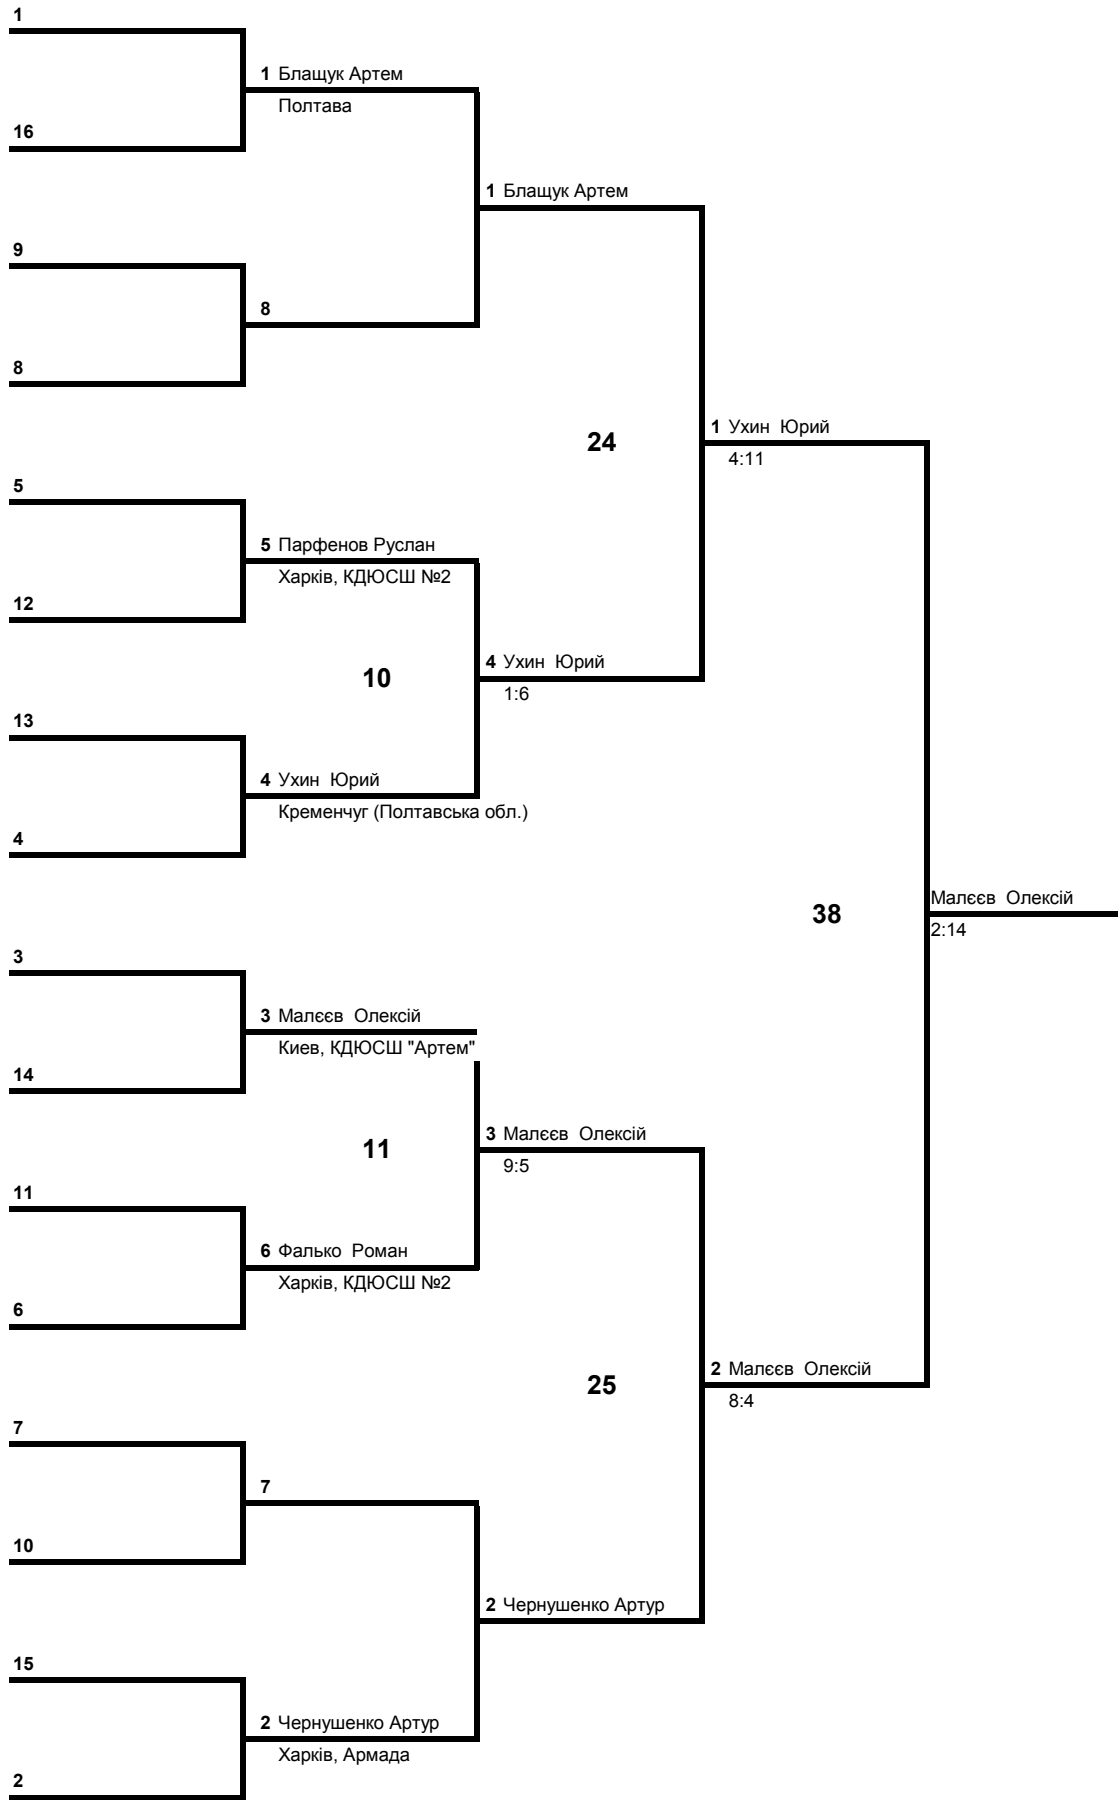 1
1 Блащук Артем
Полтава
16
1 Блащук Артем
9
8
8
24
1 Ухин Юрий
4:11
5
5 Парфенов Руслан
Харків, КДЮСШ №2
12
10
4 Ухин Юрий
1:6
13
4 Ухин Юрий
Кременчуг (Полтавська обл.)
4
38
Малєєв Олексій
2:14
3
3 Малєєв Олексій
Киев, КДЮСШ "Артем"
14
11
3 Малєєв Олексій
9:5
11
6 Фалько Роман
Харків, КДЮСШ №2
6
25
2 Малєєв Олексій
8:4
7
7
10
2 Чернушенко Артур
15
2 Чернушенко Артур
Харків, Армада
2